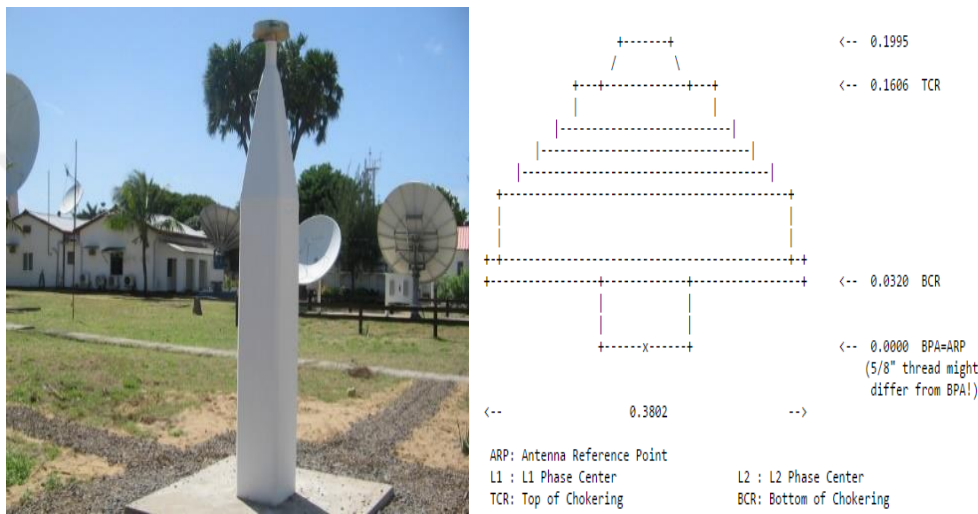 <-- 0.1995
<-- 0.1606 TCR
<-- 0.0320 BCR
x <-- 0.0000 BPA=ARP
(5/8" thread might
differ from BPA!)
<-- 0.3802 -->
ARP: Antenna Reference Point
L1 : L1 Phase Center L2 : L2 Phase Center
TCR: Top of Chokering BCR: Bottom of Chokering